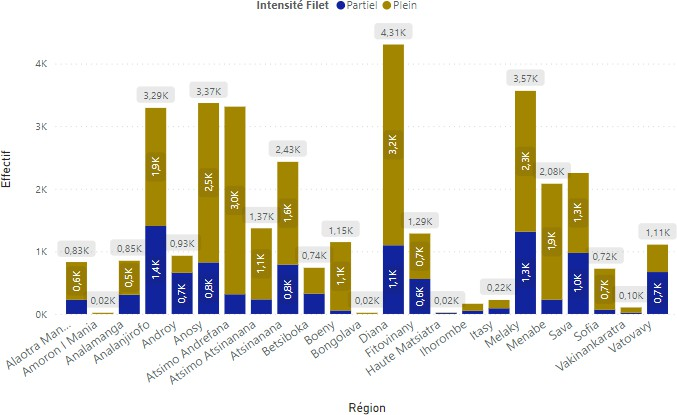 Intensité Filet Partiel Plein
4,31K
4K
3,57K
3,37K
3,29K
3K
2,43K
2,08K
2K
1,37K
1,29K
1,15K
1,11K
1K
0,93K
0,85K
0,83K
0,74K
0,72K
0,22K
0,10K
0,02K
0,02K
0,02K
0K
0,6K
0,5K
1,9K
1,4K
0,7K
2,5K
0,8K
3,0K
1,1K
1,6K
0,8K
1,1K
3,2K
1,1K
0,7K
0,6K
2,3K
1,3K
1,9K
1,3K
1,0K
0,7K
0,7K
Effectif
Alaotra Man...
Amoron I Mania
Analamanga
Analanjirofo
Androy
Anosy
Atsimo Andrefana
Atsimo Atsinanana
Atsinanana
Betsiboka
Boeny
Bongolava
Diana
Fitovinany
Haute Matsiatra
Ihorombe
Itasy
Melaky
Menabe
Sava
Sofia
Vakinankaratra
Vatovavy
Région